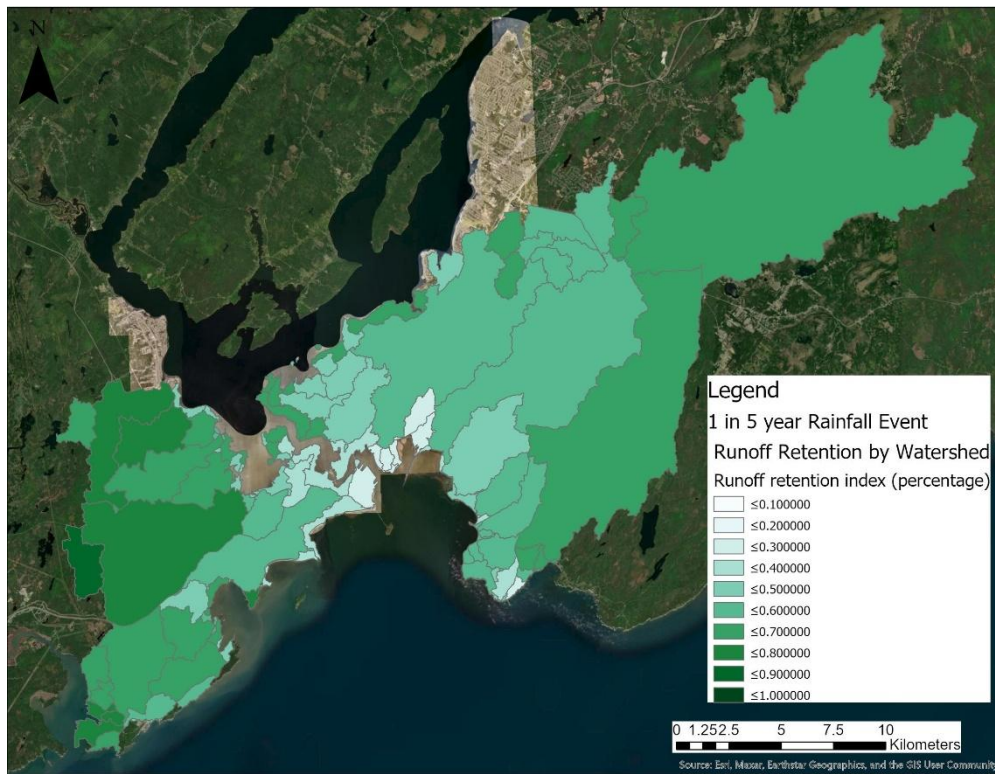 N
Legend
1 in 5 year Rainfall Event
Runoff Retention by Watershed
Runoff retention index (percentage)
≤0.100000
≤0.200000
≤0.300000
≤0.400000
≤0.500000
≤0.600000
≤0.700000
≤0.800000
≤0.900000
≤1.000000
0 1.252.5 5 7.5 10
Kilometers
Source: Esri, Maxar, Earthstar Geographics, and the GIS User Community